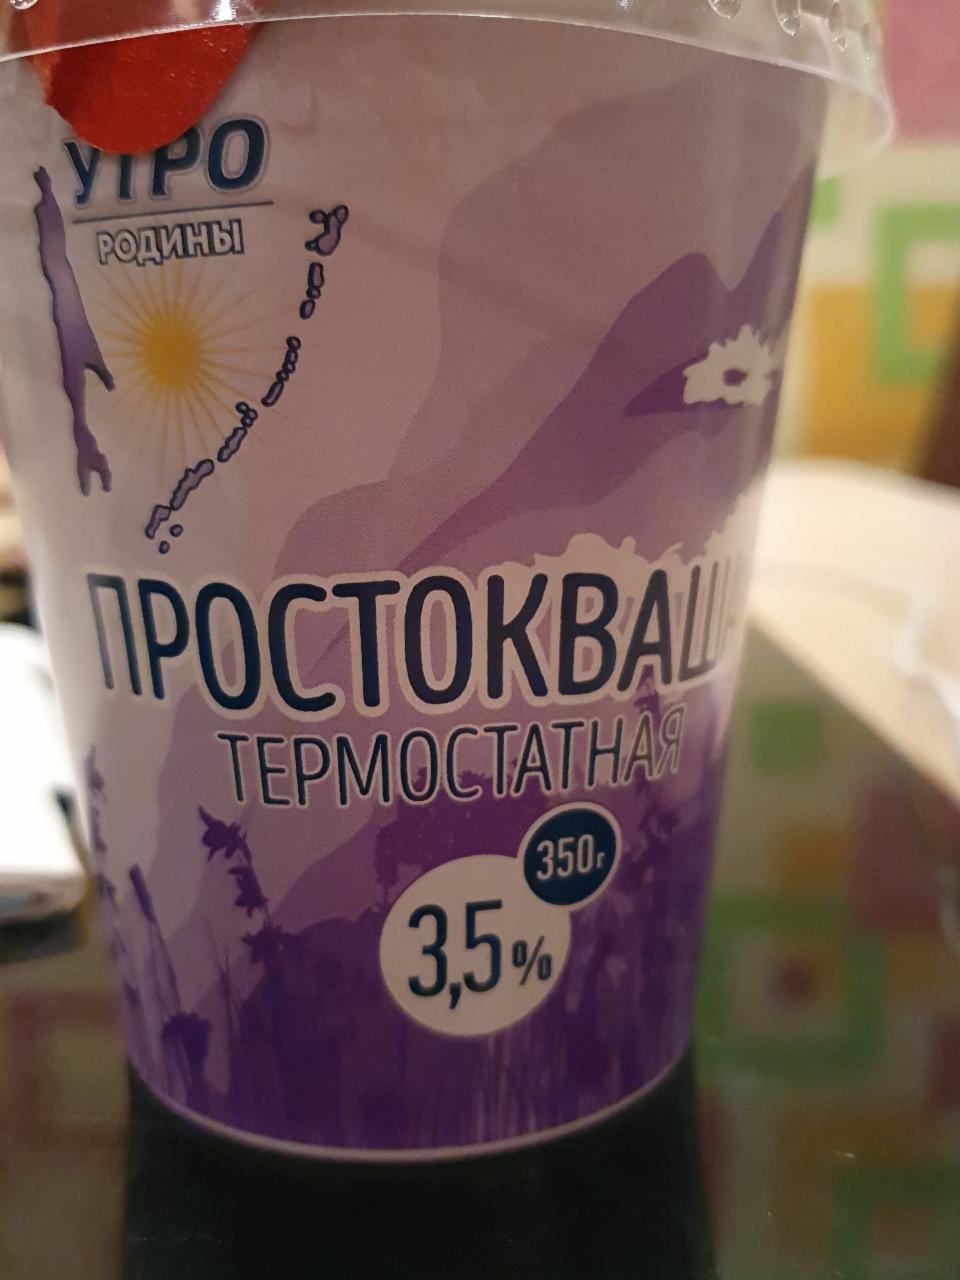 УТРО
РОДИНЫ
ПРОСТОКВАША
ТЕРМОСТАТНАЯ
350г
3,5%